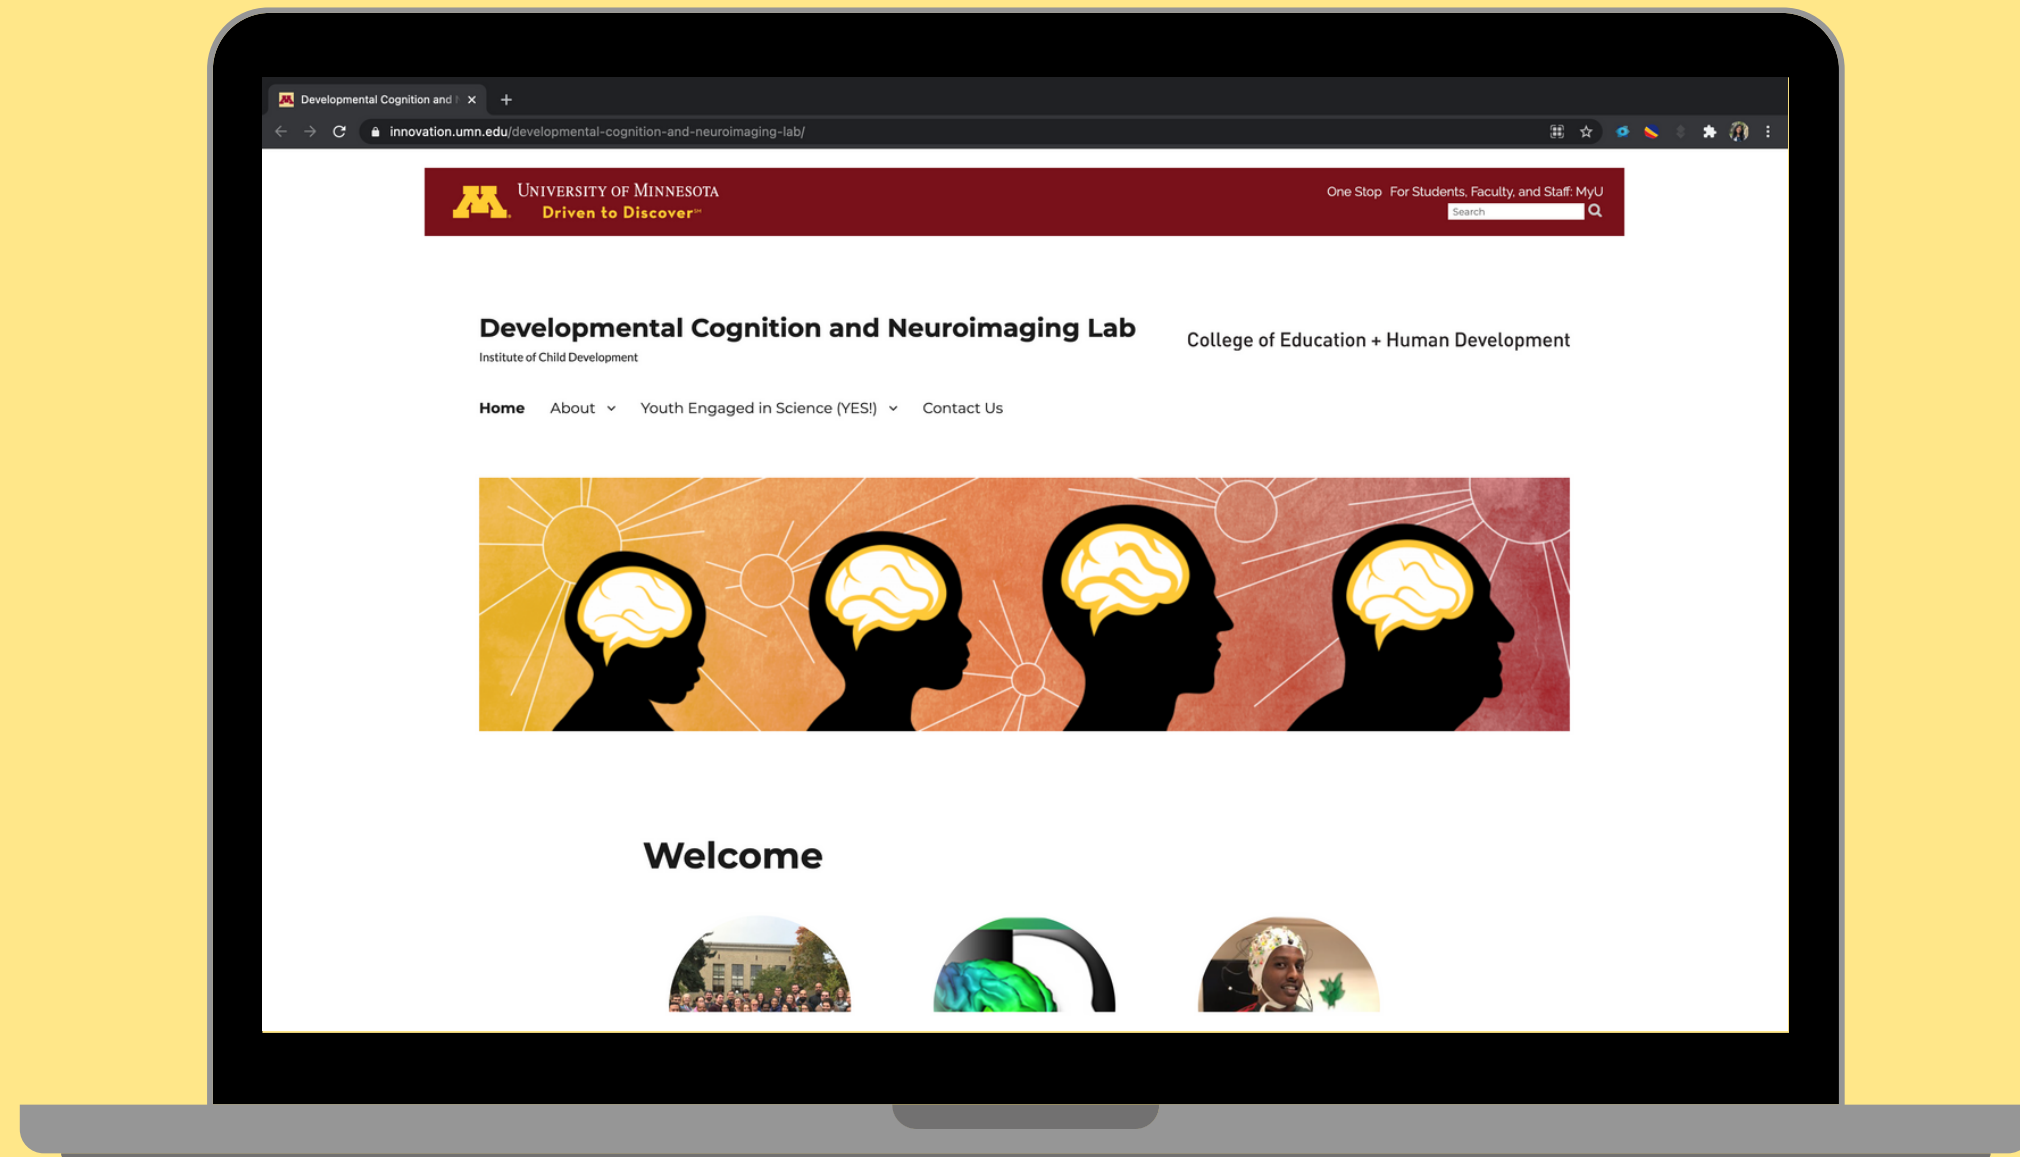 Developmental Cognition and
innovation.umn.edu/developmental-cognition-and-neuroimaging-lab/
M
UNIVERSITY OF MINNESOTA
Driven to Discover℠
One Stop For Students, Faculty, and Staff: MyU
Search
Developmental Cognition and Neuroimaging Lab
Institute of Child Development
College of Education + Human Development
Home About Youth Engaged in Science (YES!) Contact Us
Welcome